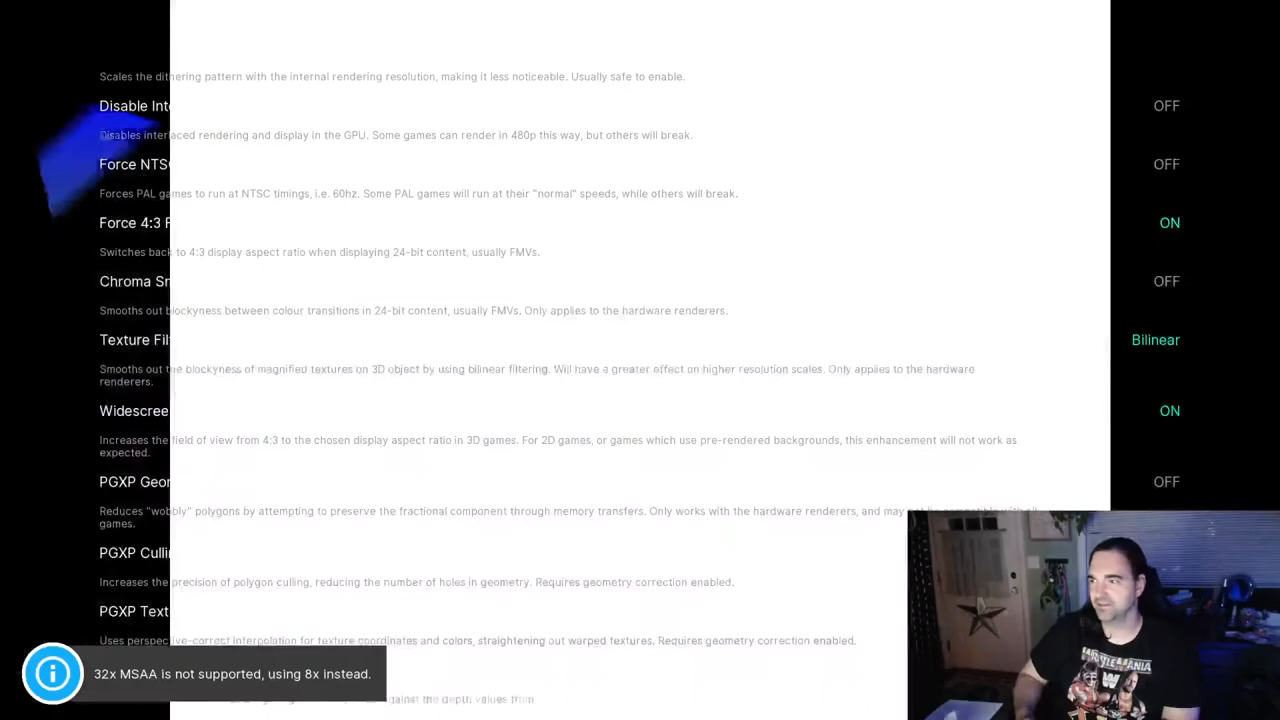 Scales the dithering pattern with the internal rendering resolution, making it less noticeable. Usually safe to enable.
Disable Inte OFF
Disables interlaced rendering and display in the GPU. Some games can render in 480p this way, but others will break.
Force NTSC OFF
Forces PAL games to run at NTSC timings, i.e. 60hz. Some PAL games will run at their "normal" speeds, while others will break.
Force 4:3 F ON
Switches back to 4:3 display aspect ratio when displaying 24-bit content, usually FMVs.
Chroma Sm OFF
Smooths out blockyness between colour transitions in 24-bit content, usually FMVs. Only applies to the hardware renderers.
Texture Filt Bilinear
Smooths out the blockyness of magnified textures on 3D object by using bilinear filtering. Will have a greater effect on higher resolution scales. Only applies to the hardware
renderers.
Widescree ON
Increases the field of view from 4:3 to the chosen display aspect ratio in 3D games. For 2D games, or games which use pre-rendered backgrounds, this enhancement will not work as
expected.
PGXP Geor OFF
Reduces "wobbly" polygons by attempting to preserve the fractional component through memory transfers. Only works with the hardware renderers, and may not be compatible with all
games.
PGXP Culli
Increases the precision of polygon culling, reducing the number of holes in geometry. Requires geometry correction enabled.
PGXP Text
Uses perspective-correct interpolation for texture coordinates and colors, straightening out warped textures. Requires geometry correction enabled.
32x MSAA is not supported, using 8x instead.
WRESTLEMANIA